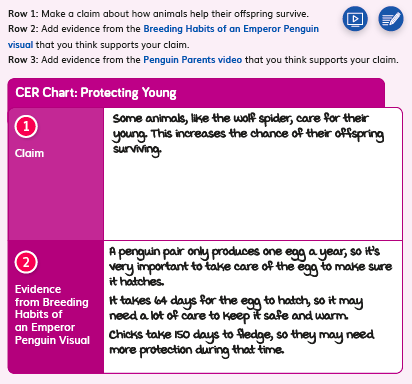 Row 1: Make a claim about how animals help their offspring survive.
Row 2: Add evidence from the Breeding Habits of an Emperor Penguin
visual that you think supports your claim.
Row 3: Add evidence from the Penguin Parents video that you think supports your claim.
CER Chart: Protecting Young
1
Claim
Some animals, like the wolf spider, care for their
young. This increases the chance of their offspring
surviving.
2
Evidence
from Breeding
Habits of
an Emperor
Penguin Visual
A penguin pair only produces one egg a year, so it's
very important to take care of the egg to make sure
it hatches.
It takes 64 days for the egg to hatch, so it may
need a lot of care to keep it safe and warm.
Chicks take 150 days to fledge, so they may need
more protection during that time.